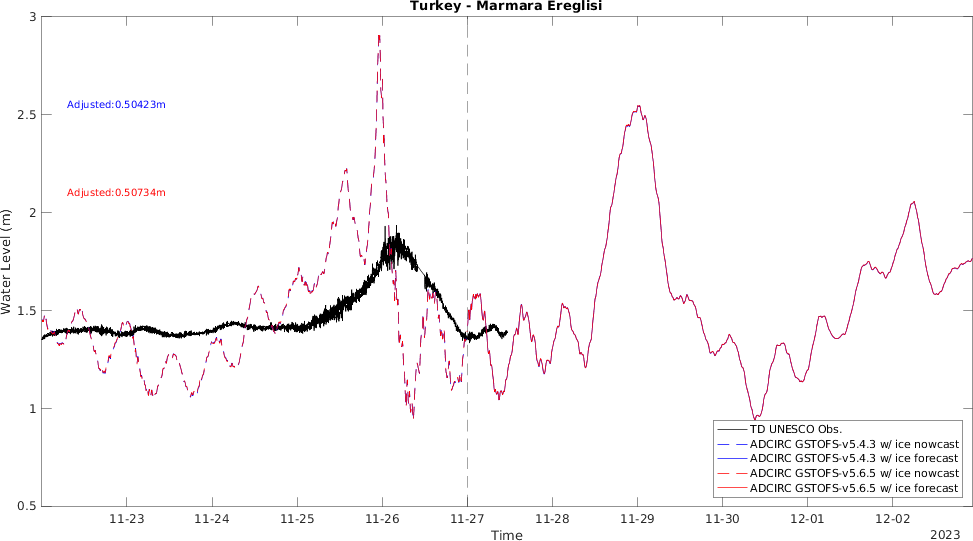 Turkey - Marmara Ereglisi
3
2.5
2
1.5
1
0.5
Water Level (m)
Adjusted:0.50423m
Adjusted:0.50734m
TD UNESCO Obs.
ADCIRC GSTOFS-v5.4.3 w/ ice nowcast
ADCIRC GSTOFS-v5.4.3 w/ ice forecast
ADCIRC GSTOFS-v5.6.5 w/ ice nowcast
ADCIRC GSTOFS-v5.6.5 w/ ice forecast
11-23 11-24 11-25 11-26 11-27 11-28 11-29 11-30 12-01 12-02
Time
2023